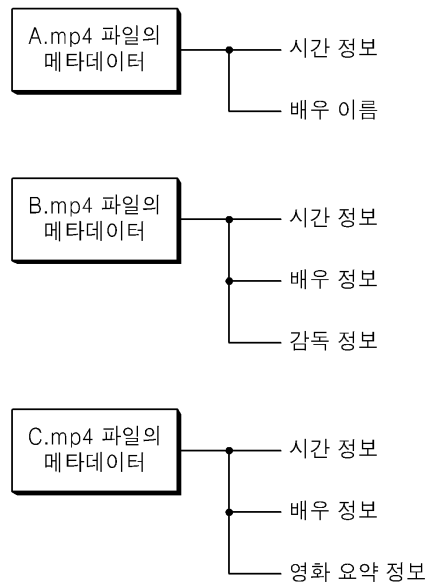 A.mp4 파일의
메타데이터
시간 정보
배우 이름
B.mp4 파일의
메타데이터
시간 정보
배우 정보
감독 정보
C.mp4 파일의
메타데이터
시간 정보
배우 정보
영화 요약 정보